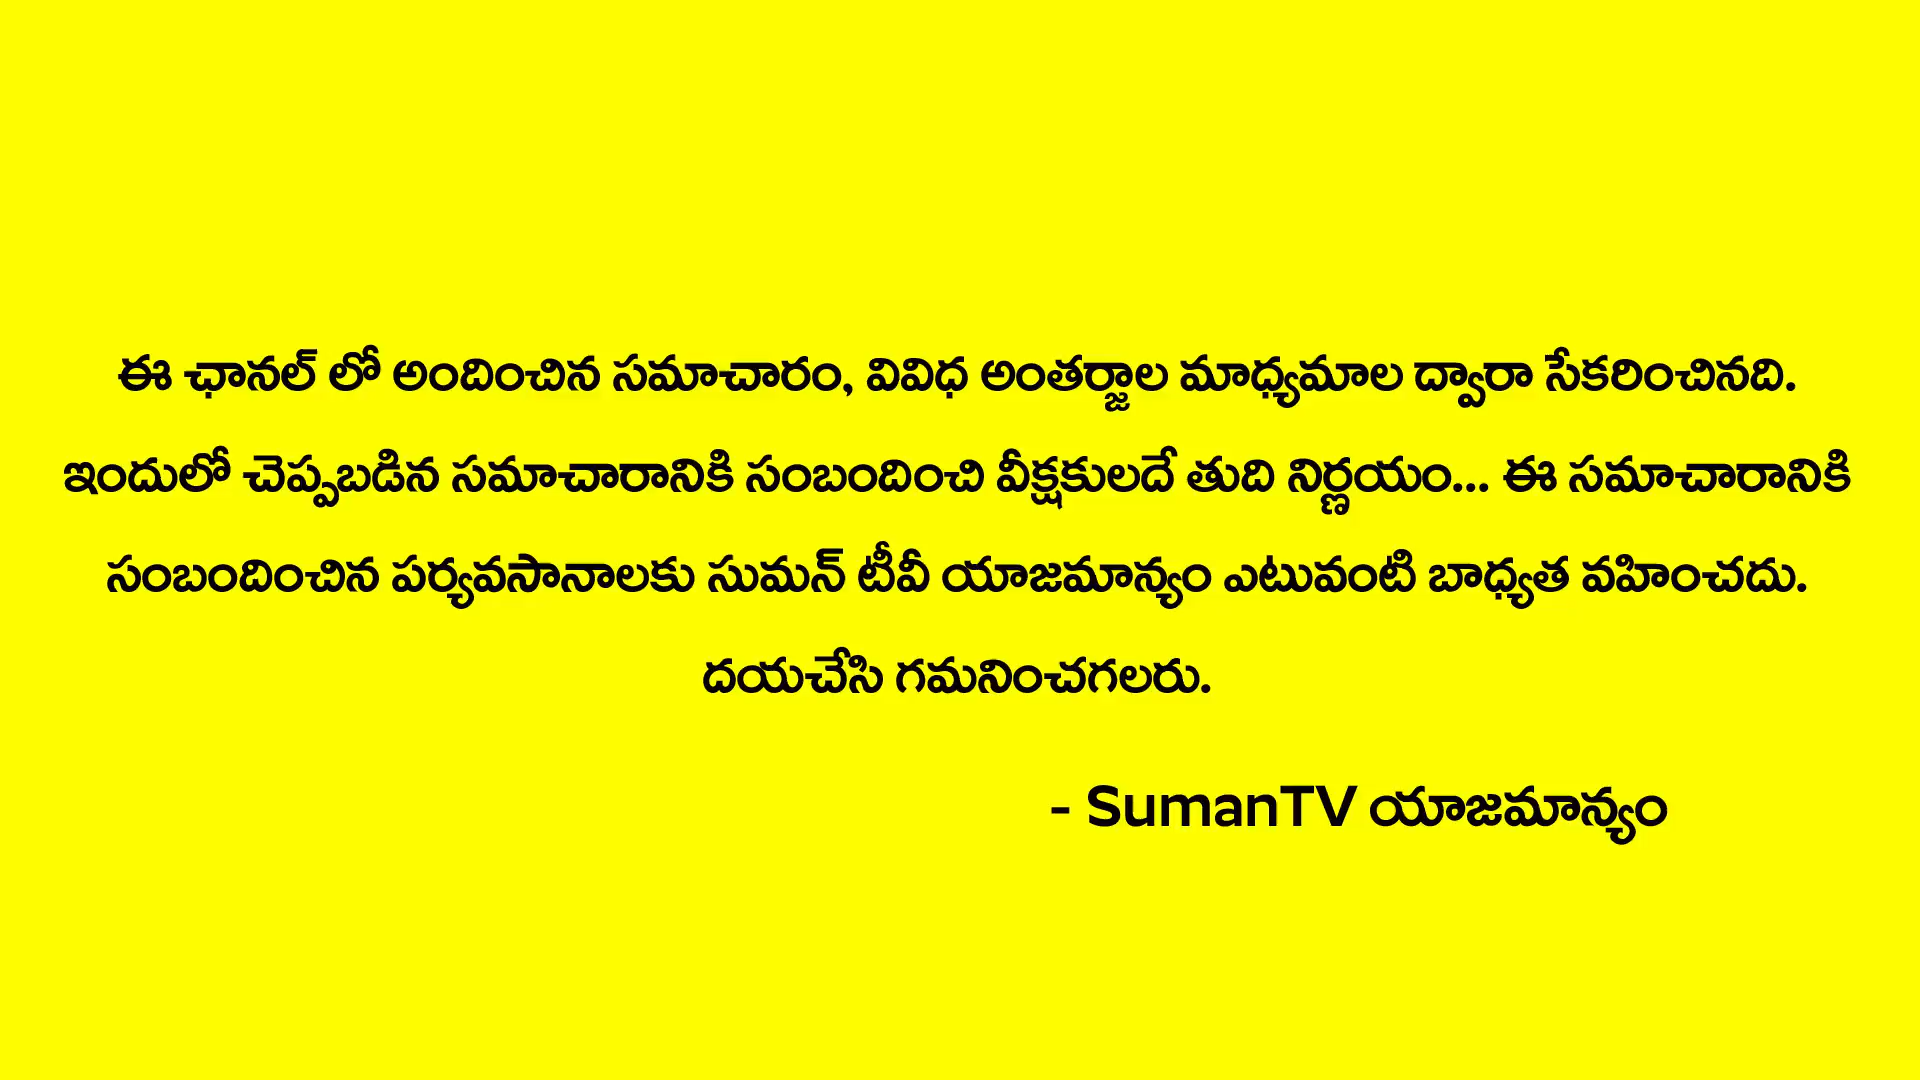 ఈ ఛానల్ లో అందించిన సమాచారం, వివిధ అంతర్జాల మాధ్యమాల ద్వారా సేకరించినది.
ఇందులో చెప్పబడిన సమాచారానికి సంబందించి వీక్షకులదే తుది నిర్ణయం... ఈ సమాచారానికి
సంబందించిన పర్యవసానాలకు సుమన్ టీవీ యాజమాన్యం ఎటువంటి బాధ్యత వహించదు.
దయచేసి గమనించగలరు.
- SumanTV యాజమాన్యం